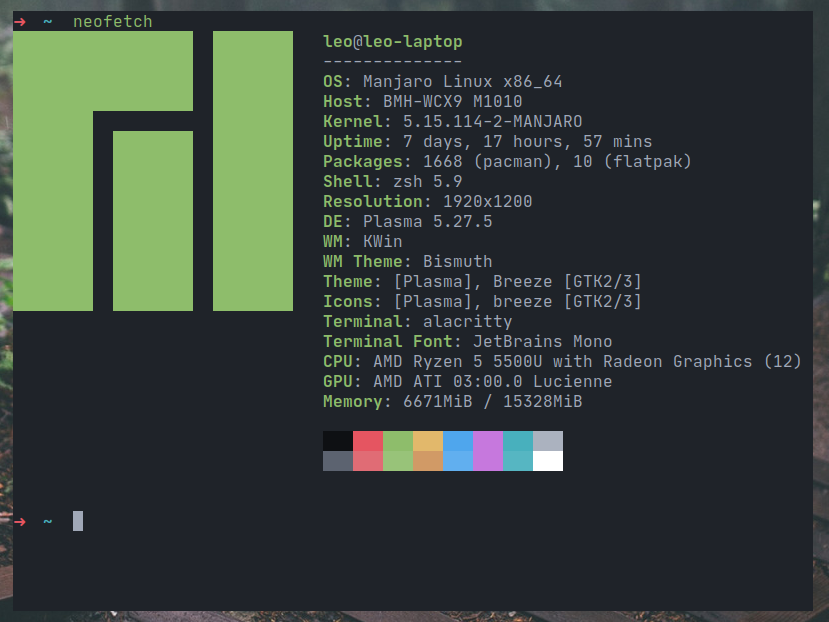 ➜ ~ neofetch
leo@leo-laptop
--------------
OS: Manjaro Linux x86_64
Host: BMH-WCX9 M1010
Kernel: 5.15.114-2-MANJARO
Uptime: 7 days, 17 hours, 57 mins
Packages: 1668 (pacman), 10 (flatpak)
Shell: zsh 5.9
Resolution: 1920x1200
DE: Plasma 5.27.5
WM: KWin
WM Theme: Bismuth
Theme: [Plasma], Breeze [GTK2/3]
Icons: [Plasma], breeze [GTK2/3]
Terminal: alacritty
Terminal Font: JetBrains Mono
CPU: AMD Ryzen 5 5500U with Radeon Graphics (12)
GPU: AMD ATI 03:00.0 Lucienne
Memory: 6671MiB / 15328MiB
➜ ~